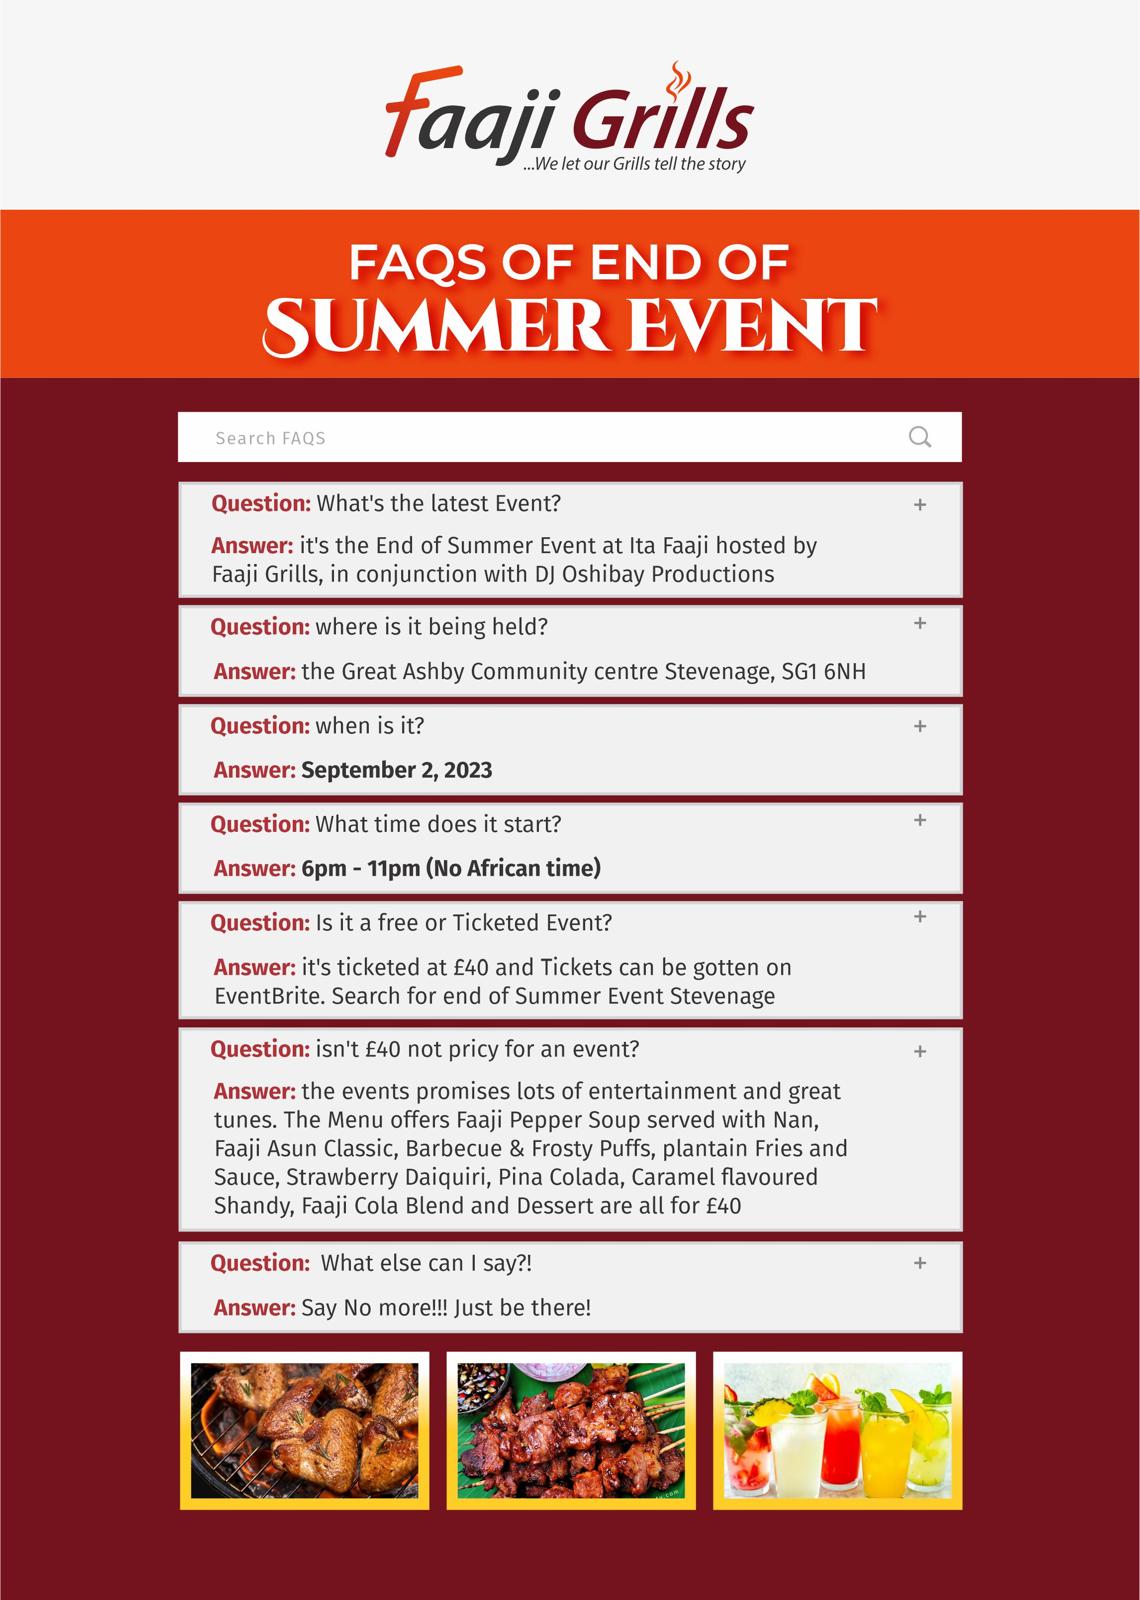 Faaji Grills
...We let our Grills tell the story
FAQS OF END OF
SUMMER EVENT
Search FAQS
Question: What's the latest Event?
+
Answer: it's the End of Summer Event at Ita Faaji hosted by
Faaji Grills, in conjunction with DJ Oshibay Productions
Question: where is it being held?
+
Answer: the Great Ashby Community centre Stevenage, SG1 6NH
Question: when is it?
+
Answer: September 2, 2023
Question: What time does it start?
+
Answer: 6pm - 11pm (No African time)
Question: Is it a free or Ticketed Event?
+
Answer: it's ticketed at £40 and Tickets can be gotten on
EventBrite. Search for end of Summer Event Stevenage
Question: isn't £40 not pricy for an event?
+
Answer: the events promises lots of entertainment and great
tunes. The Menu offers Faaji Pepper Soup served with Nan,
Faaji Asun Classic, Barbecue & Frosty Puffs, plantain Fries and
Sauce, Strawberry Daiquiri, Pina Colada, Caramel flavoured
Shandy, Faaji Cola Blend and Dessert are all for £40
Question: What else can I say?!
+
Answer: Say No more!!! Just be there!